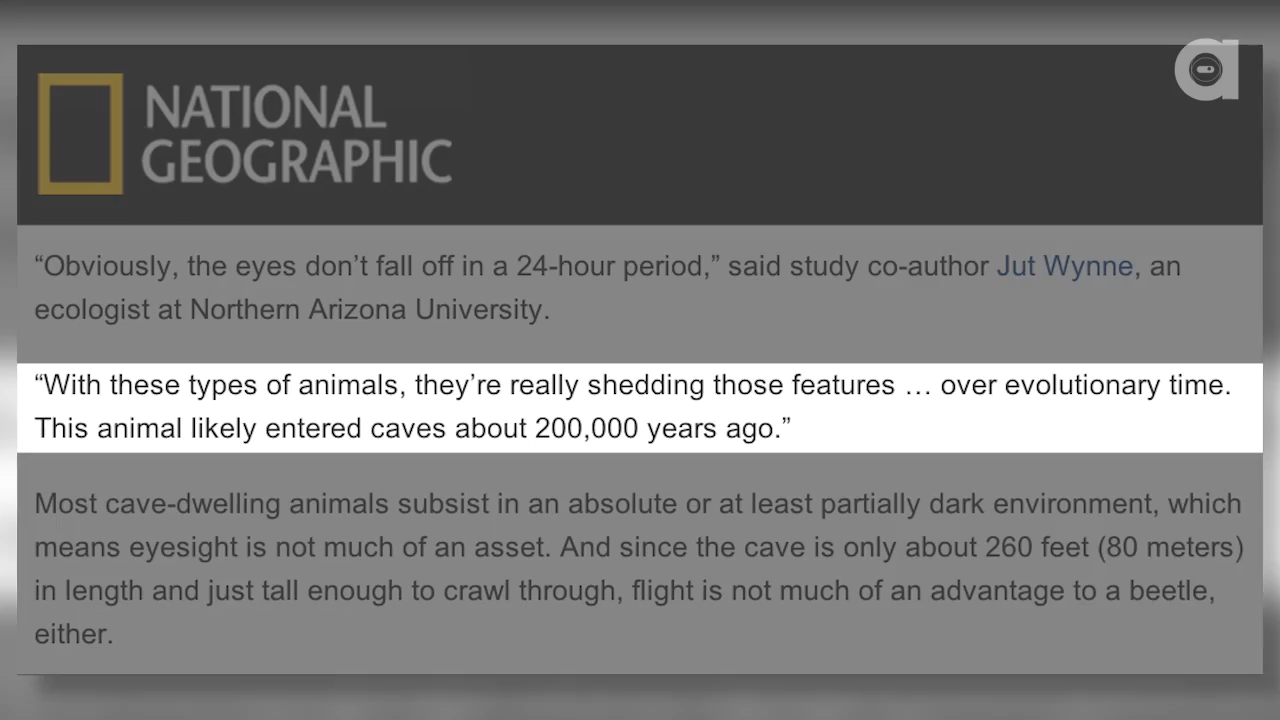 NATIONAL
GEOGRAPHIC
“Obviously, the eyes don’t fall off in a 24-hour period,” said study co-author Jut Wynne, an
ecologist at Northern Arizona University.
“With these types of animals, they’re really shedding those features … over evolutionary time.
This animal likely entered caves about 200,000 years ago.”
Most cave-dwelling animals subsist in an absolute or at least partially dark environment, which
means eyesight is not much of an asset. And since the cave is only about 260 feet (80 meters)
in length and just tall enough to crawl through, flight is not much of an advantage to a beetle,
either.